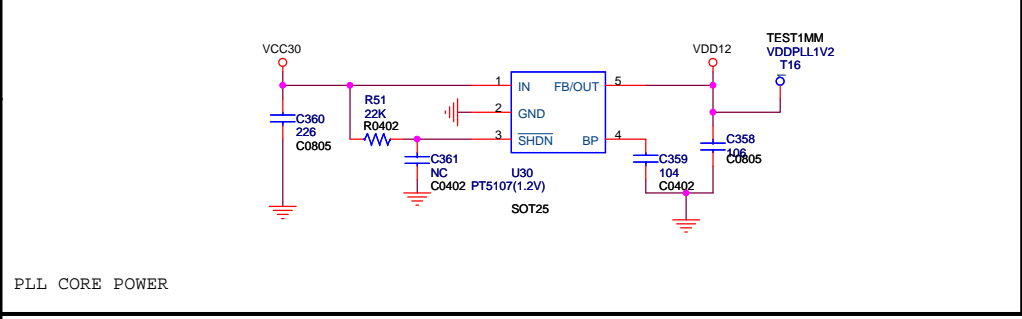 TEST1MM
VCC30
VDD12
VDDPLL1V2
T16
1
IN
FB/OUT
5
R51
22K
R0402
C360
226
C0805
2
GND
3
SHDN
BP
4
C358
106
C0805
C361
NC
C0402
U30
PT5107(1.2V)
C359
104
C0402
SOT25
PLL CORE POWER